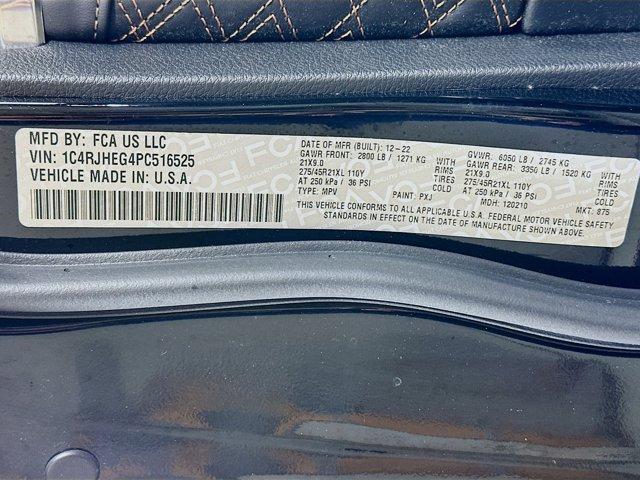 MFD BY: FCA US LLC
VIN: 1C4RJHEG4PC516525
VEHICLE MADE IN: U.S.A.
DATE OF MFR (BUILT): 12-22 GVWR: 6050 LB / 2745 KG
GAWR FRONT: 2800 LB / 1271 KG WITH GAWR REAR: 3350 LB / 1520 KG WITH
21X9.0 RIMS 21X9.0 RIMS
275/45R21XL 110Y TIRES 275/45R21XL 110Y TIRES
AT 250 kPa / 36 PSI COLD AT 250 kPa / 36 PSI COLD
TYPE: MPV PAINT: PXJ MDH: 120210 MKT: 875
THIS VEHICLE CONFORMS TO ALL APPLICABLE U.S.A. FEDERAL MOTOR VEHICLE SAFETY
STANDARDS IN EFFECT ON THE DATE OF MANUFACTURE SHOWN ABOVE.